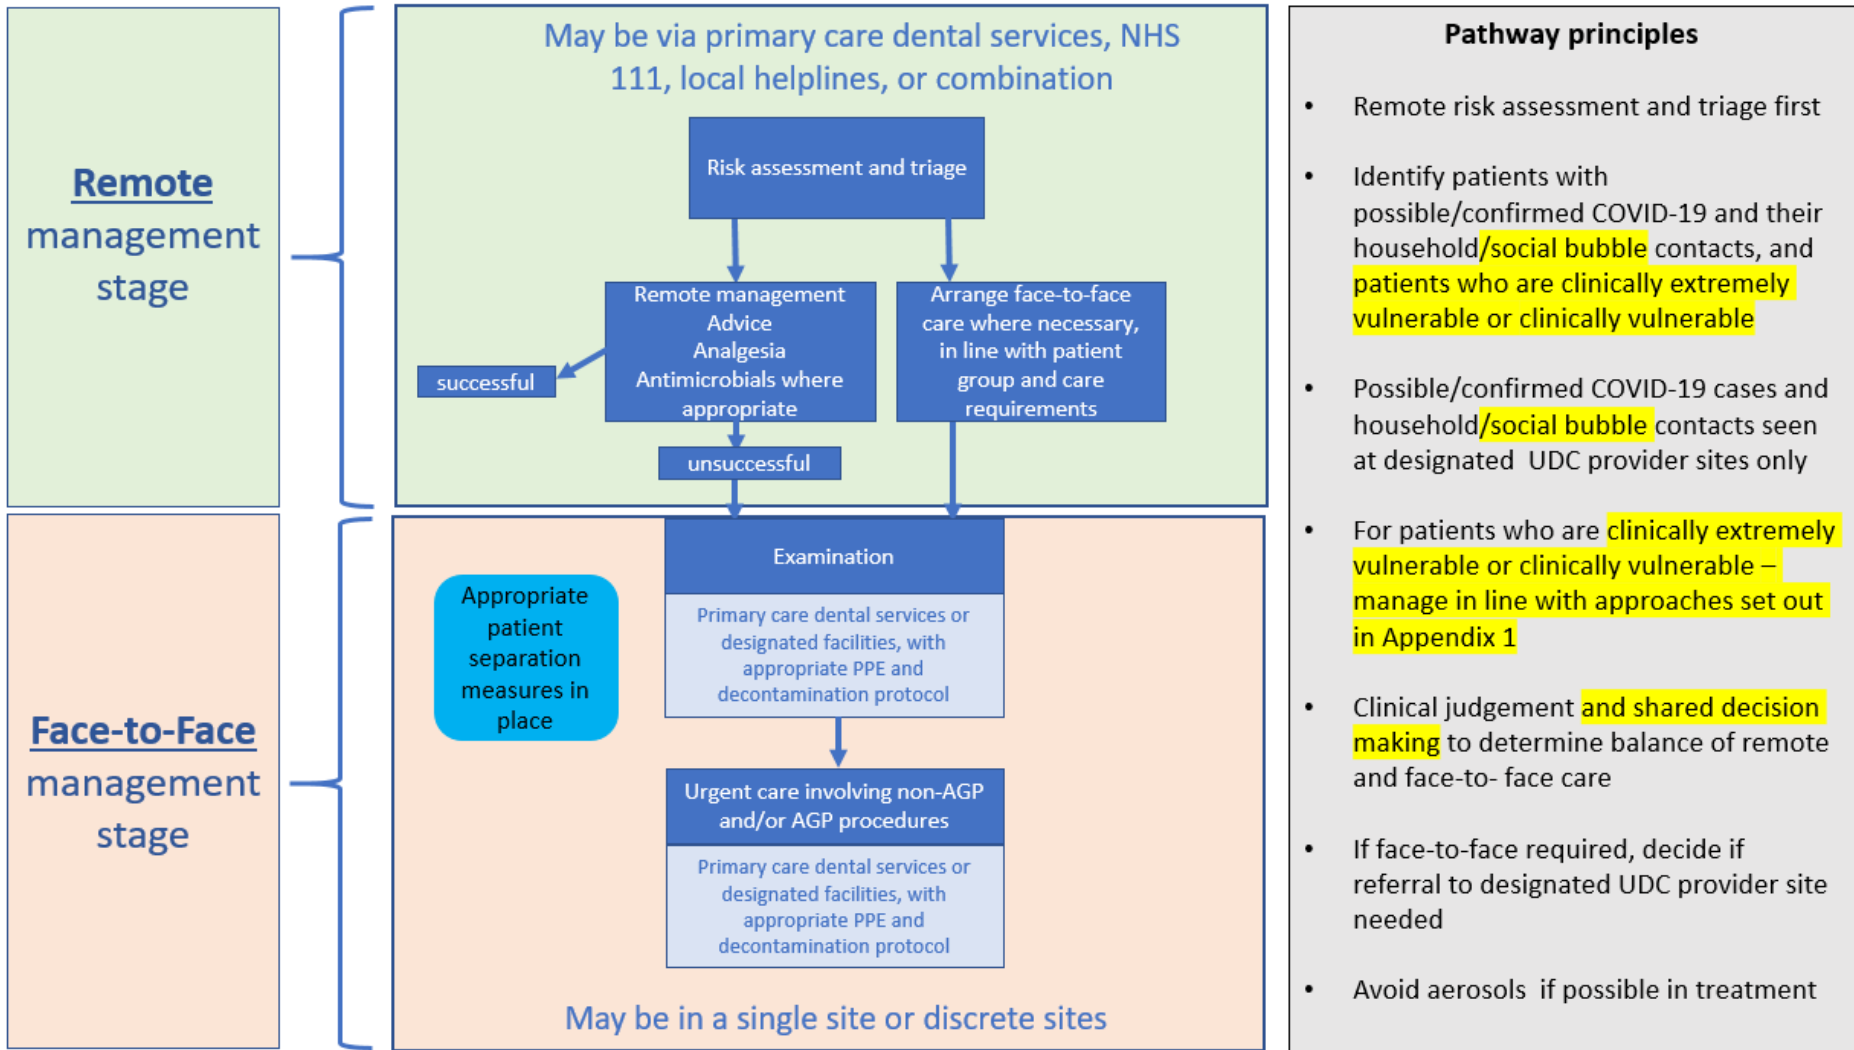 Remote
management
stage
May be via primary care dental services, NHS
111, local helplines, or combination
Risk assessment and triage
Remote management
Advice
Analgesia
Antimicrobials where
appropriate
Arrange face-to-face
care where necessary,
in line with patient
group and care
requirements
successful
unsuccessful
Face-to-Face
management
stage
Appropriate
patient
separation
measures in
place
Examination
Primary care dental services or
designated facilities, with
appropriate PPE and
decontamination protocol
Urgent care involving non-AGP
and/or AGP procedures
Primary care dental services or
designated facilities, with
appropriate PPE and
decontamination protocol
May be in a single site or discrete sites
Pathway principles
• Remote risk assessment and triage first
• Identify patients with
possible/confirmed COVID-19 and their
household/social bubble contacts, and
patients who are clinically extremely
vulnerable or clinically vulnerable
• Possible/confirmed COVID-19 cases and
household/social bubble contacts seen
at designated UDC provider sites only
• For patients who are clinically extremely
vulnerable or clinically vulnerable –
manage in line with approaches set out
in Appendix 1
• Clinical judgement and shared decision
making to determine balance of remote
and face-to- face care
• If face-to-face required, decide if
referral to designated UDC provider site
needed
• Avoid aerosols if possible in treatment